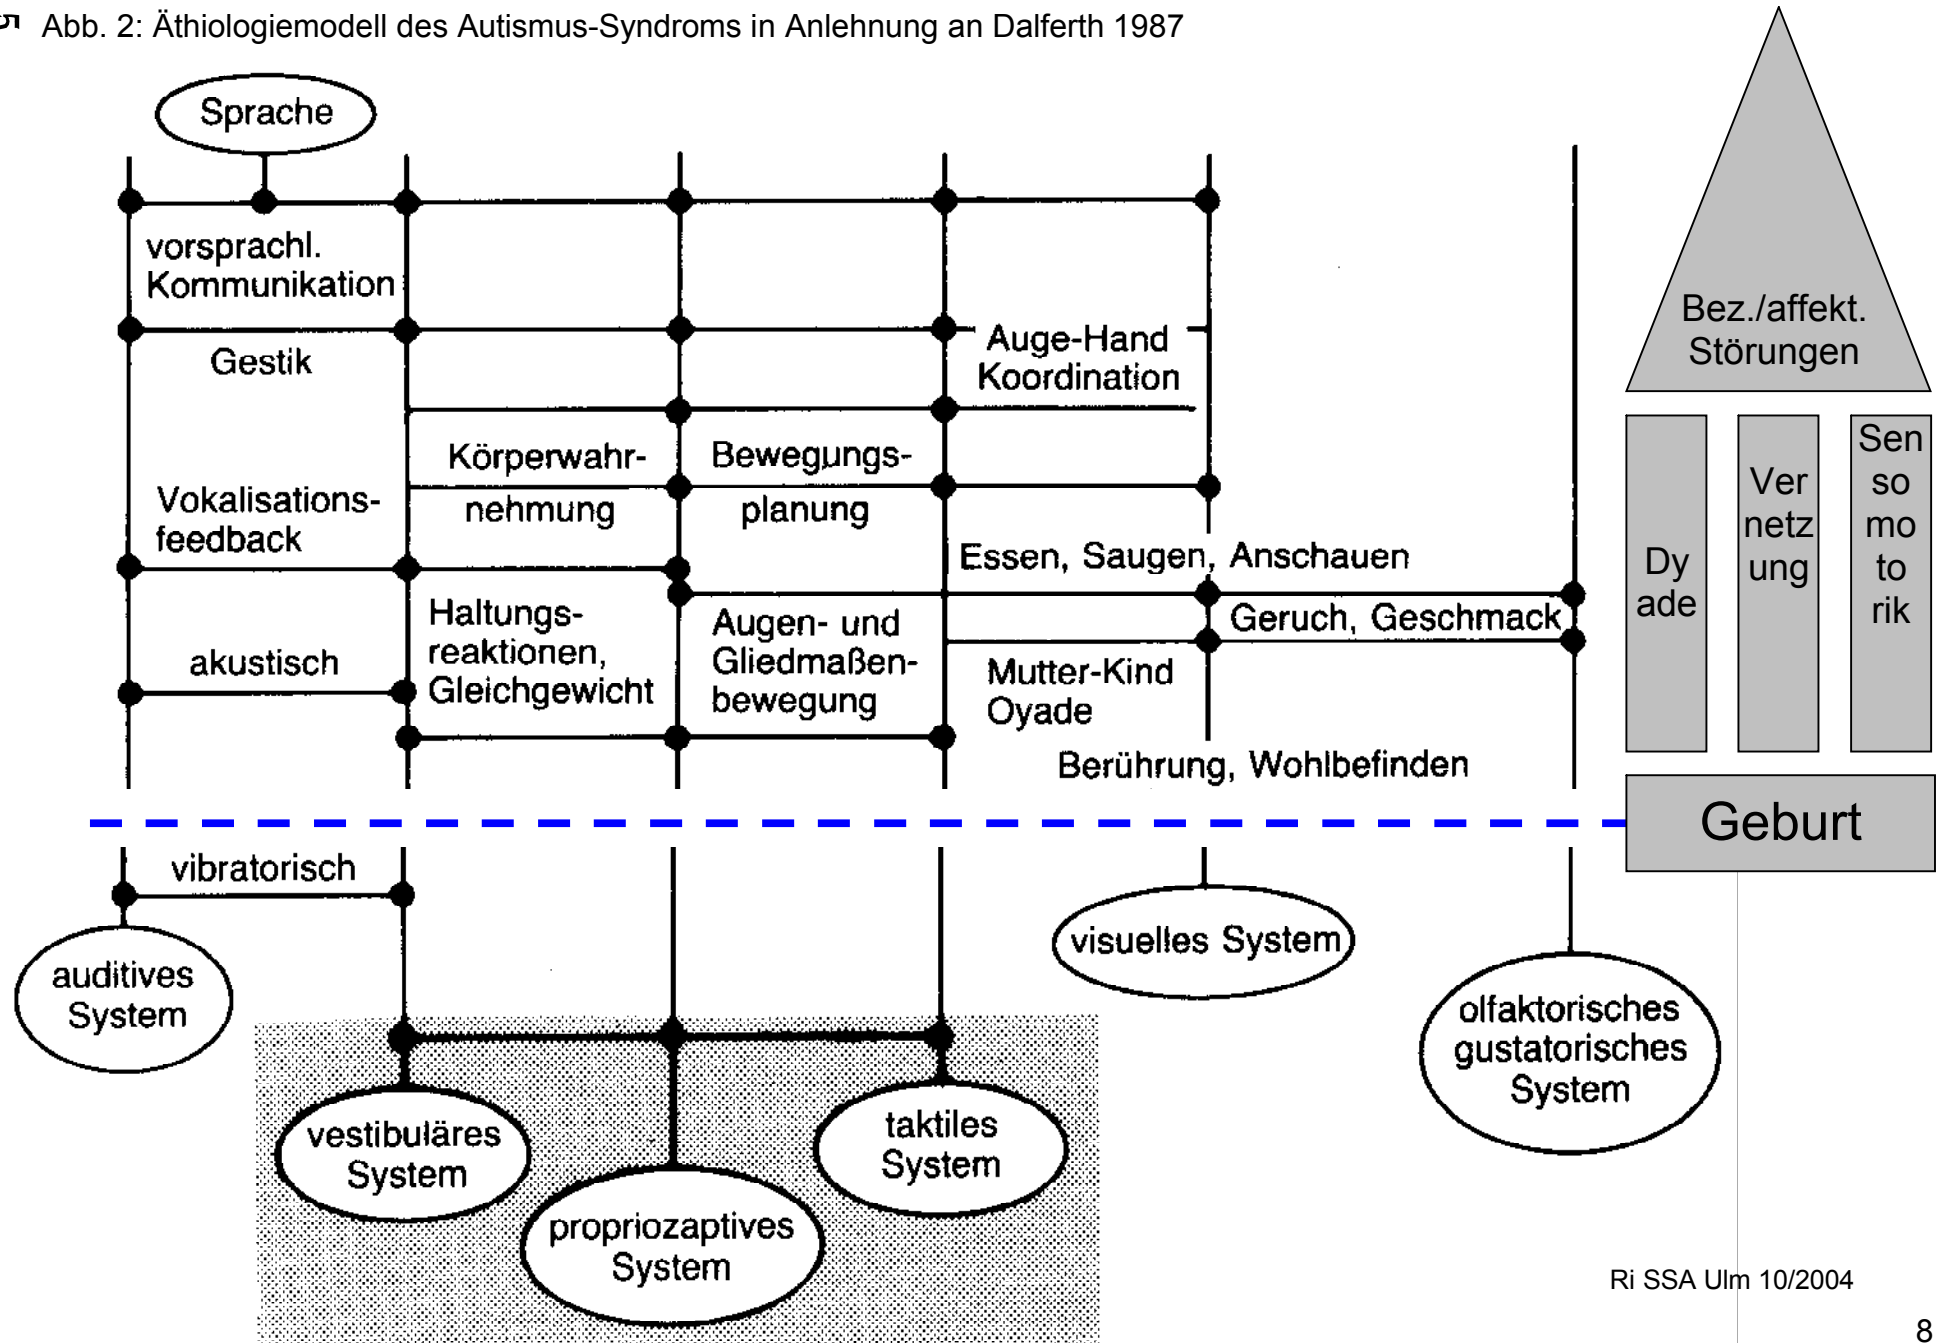 Abb. 2: Äthiologiemodell des Autismus-Syndroms in Anlehnung an Dalferth 1987
Sprache
vorsprachl.
Kommunikation
Gestik
Auge-Hand
Koordination
Körperwahr-
nehmung
Bewegungs-
planung
Vokalisations-
feedback
Essen, Saugen, Anschauen
Geruch, Geschmack
Haltungs-
reaktionen,
Gleichgewicht
Augen- und
Gliedmaßen-
bewegung
akustisch
Mutter-Kind
Oyade
Berührung, Wohlbefinden
Bez./affekt.
Störungen
Dy
ade
Ver
netz
ung
Sen
so
mo
to
rik
Geburt
vibratorisch
auditives
System
vestibuläres
System
propriozaptives
System
taktiles
System
visuelles System
olfaktorisches
gustatorisches
System
Ri SSA Ulm 10/2004
8